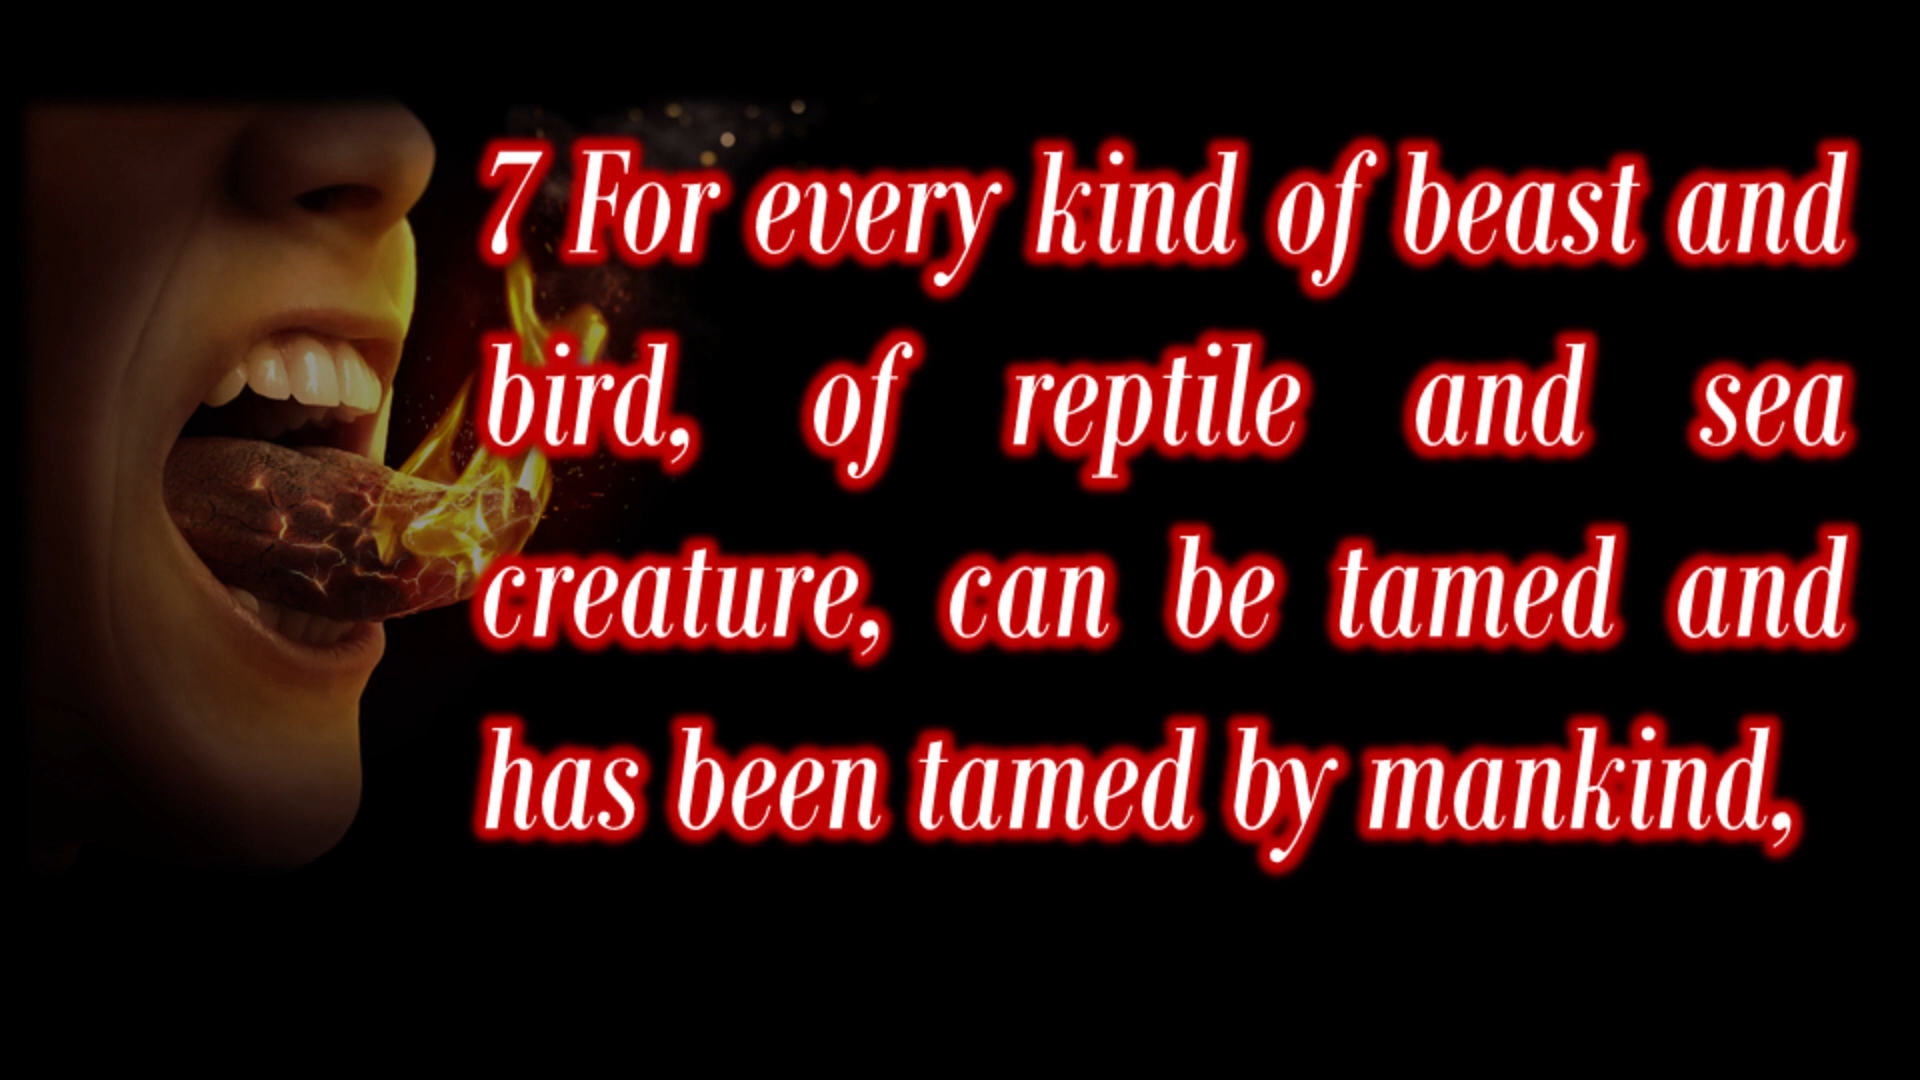 7 For every kind of beast and
bird, of reptile and sea
creature, can be tamed and
has been tamed by mankind,